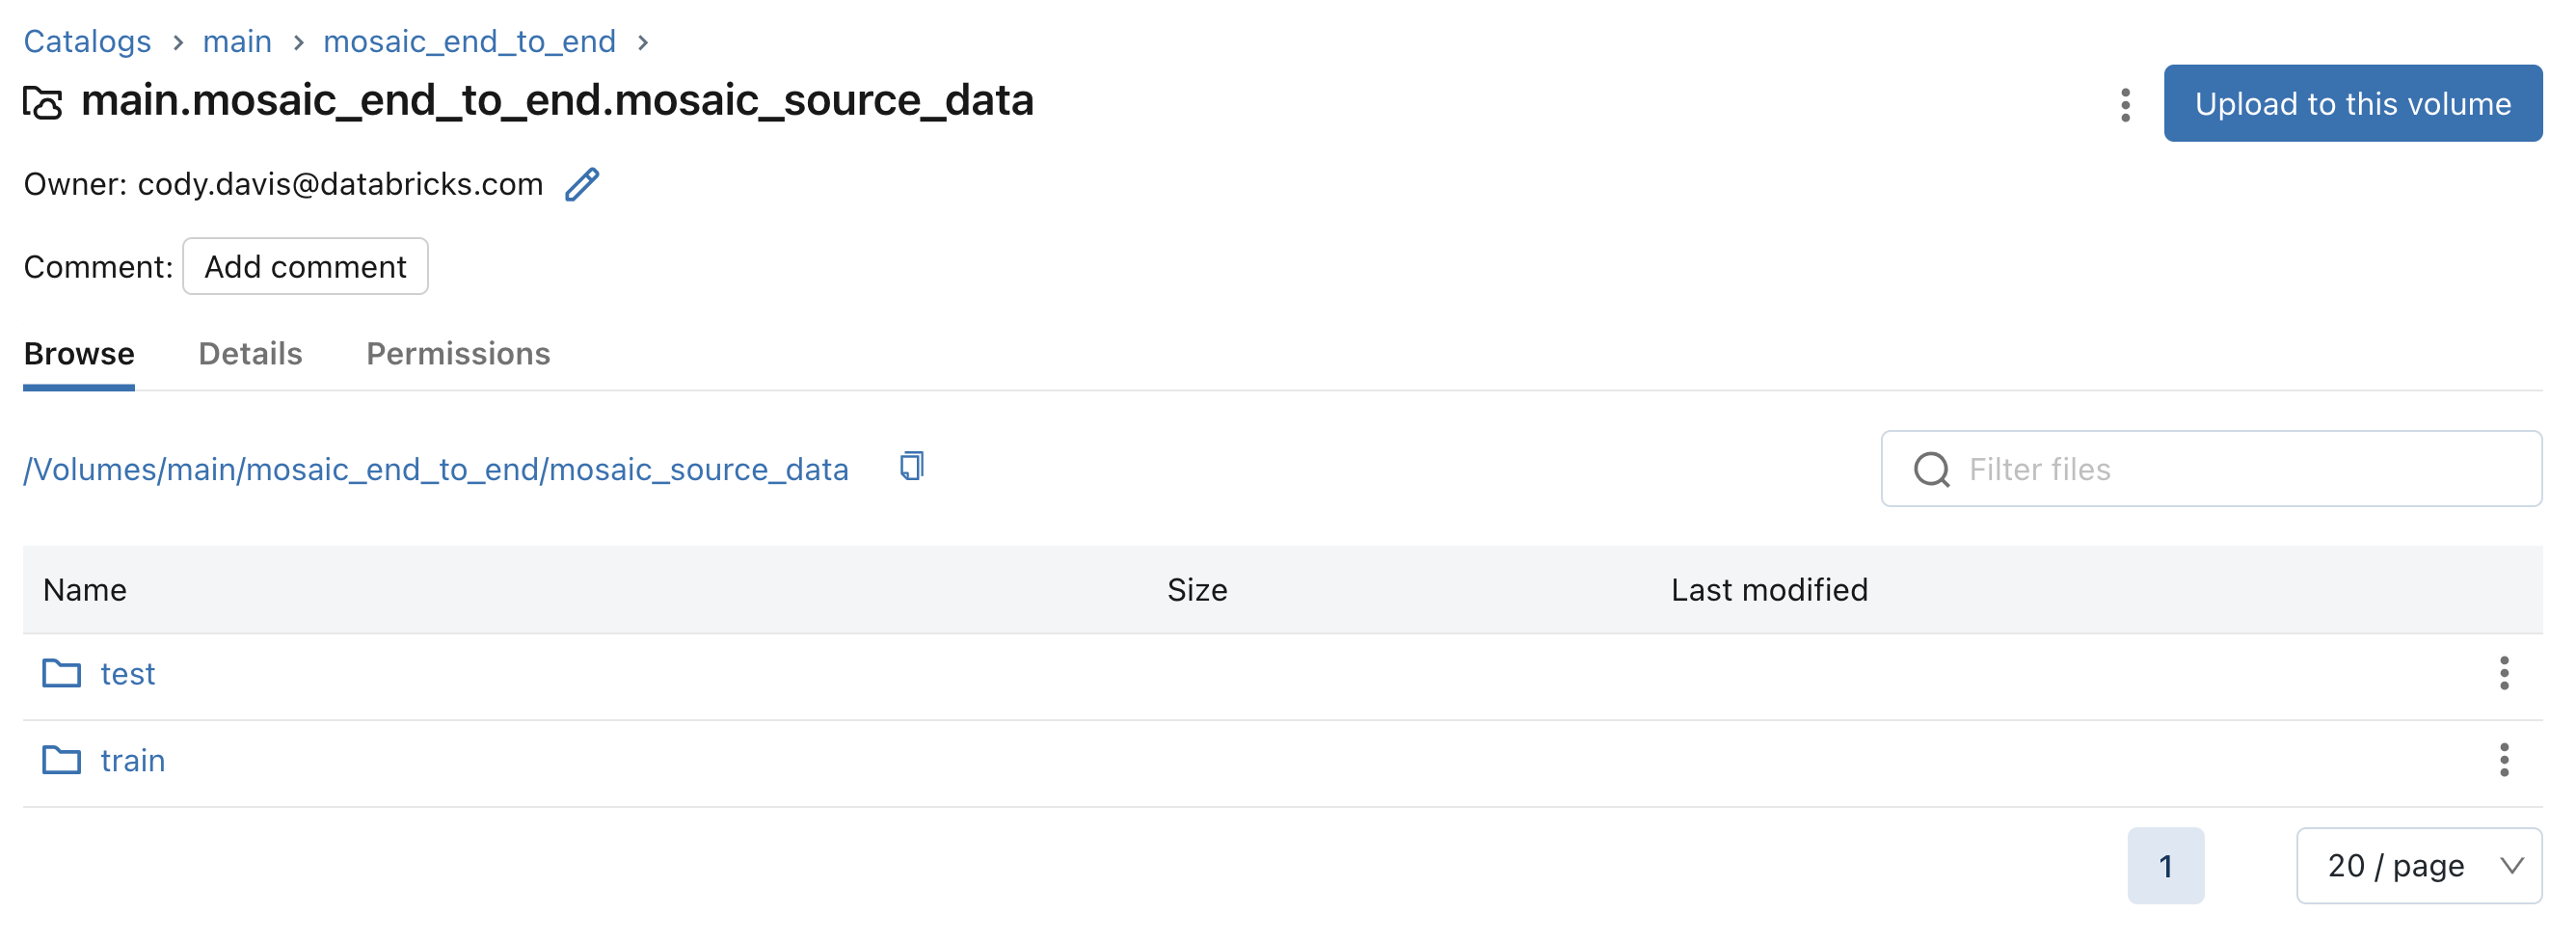 Catalogs > main > mosaic_end_to_end >
main.mosaic_end_to_end.mosaic_source_data
Upload to this volume
Owner: cody.davis@databricks.com
Comment: Add comment
Browse Details Permissions
/Volumes/main/mosaic_end_to_end/mosaic_source_data
Filter files
Name Size Last modified
test
train
1 20 / page